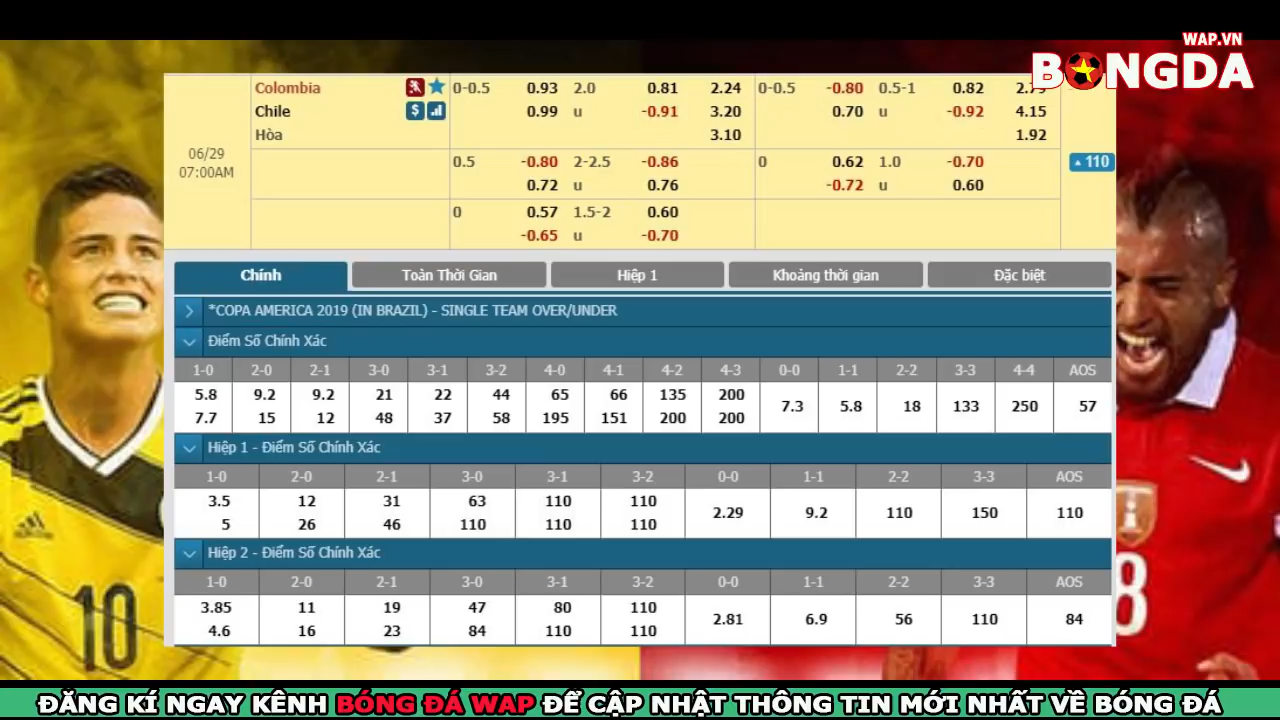 WAP.VN
BONGDA
Colombia 0-0.5 0.93 2.0 0.81 2.24 0-0.5 -0.80 0.5-1 0.82
Chile $ 0.99 u -0.91 3.20 0.70 u -0.92 4.15
Hòa 3.10 1.92
06/29
07:00AM
0.5 -0.80 2-2.5 -0.86 0 0.62 1.0 -0.70 110
0.72 u 0.76 -0.72 u 0.60
0 0.57 1.5-2 0.60
-0.65 u -0.70
Chính Toàn Thời Gian Hiệp 1 Khoảng thời gian Đặc biệt
*COPA AMERICA 2019 (IN BRAZIL) - SINGLE TEAM OVER/UNDER
Điểm Số Chính Xác
1-0 2-0 2-1 3-0 3-1 3-2 4-0 4-1 4-2 4-3 0-0 1-1 2-2 3-3 4-4 AOS
5.8 9.2 9.2 21 22 44 65 66 135 200 7.3 5.8 18 133 250 57
7.7 15 12 48 37 58 195 151 200 200
Hiệp 1 - Điểm Số Chính Xác
1-0 2-0 2-1 3-0 3-1 3-2 0-0 1-1 2-2 3-3 AOS
3.5 12 31 63 110 110 2.29 9.2 110 150 110
5 26 46 110 110 110
Hiệp 2 - Điểm Số Chính Xác
1-0 2-0 2-1 3-0 3-1 3-2 0-0 1-1 2-2 3-3 AOS
3.85 11 19 47 80 110 2.81 6.9 56 110 84
4.6 16 23 84 110 110
10
8
ĐĂNG KÍ NGAY KÊNH BÓNG ĐÁ WAP ĐỂ CẬP NHẬT THÔNG TIN MỚI NHẤT VỀ BÓNG ĐÁ